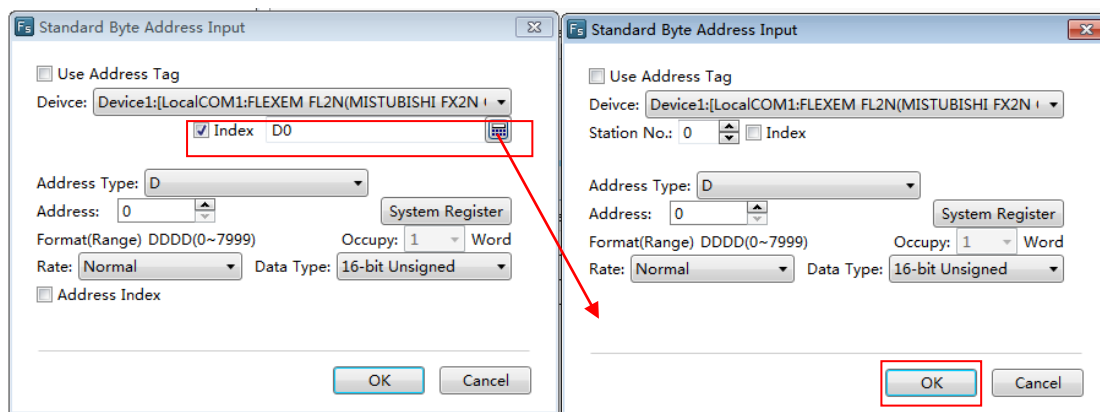 Fs Standard Byte Address Input
Use Address Tag
Deivce: Device1:[LocalCOM1:FLEXEM FL2N(MISTUBISHI FX2N
Index D0
Address Type: D
Address: 0 System Register
Format(Range) DDDD(0~7999) Occupy: 1 Word
Rate: Normal Data Type: 16-bit Unsigned
Address Index
OK Cancel
Fs Standard Byte Address Input
Use Address Tag
Deivce: Device1:[LocalCOM1:FLEXEM FL2N(MISTUBISHI FX2N
Station No.: 0 Index
Address Type: D
Address: 0 System Register
Format(Range) DDDD(0~7999) Occupy: 1 Word
Rate: Normal Data Type: 16-bit Unsigned
OK Cancel